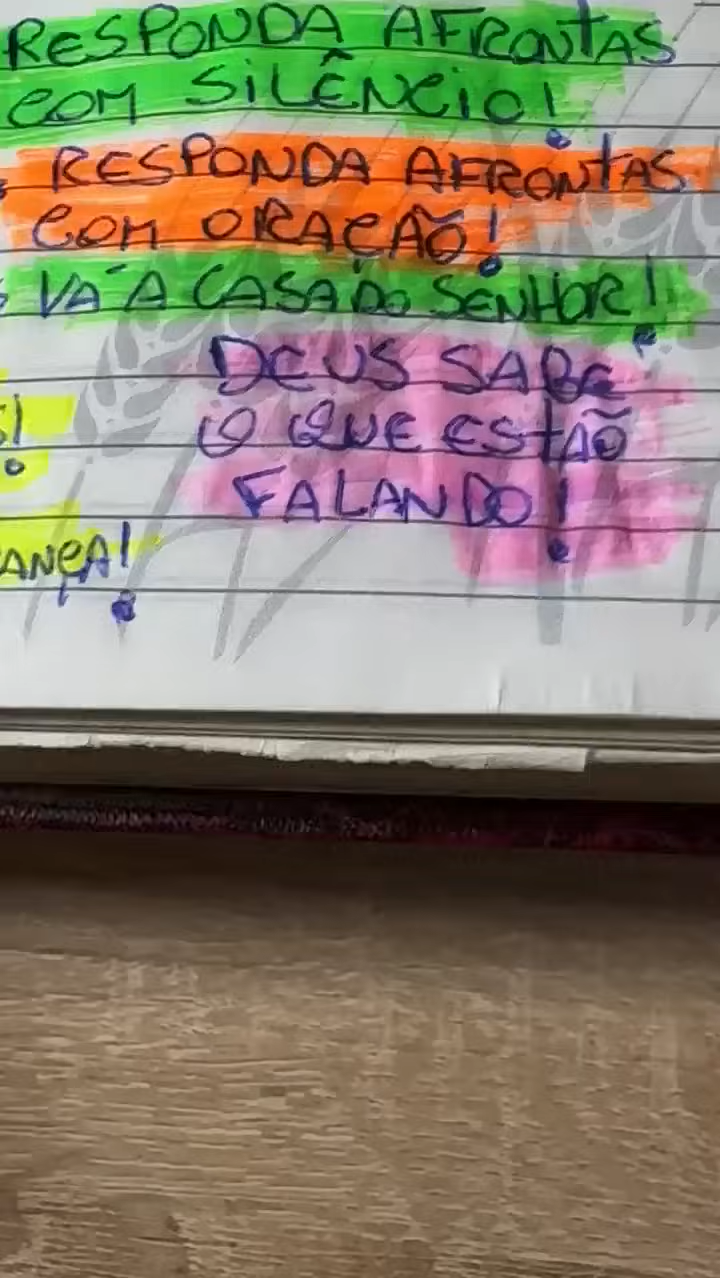 RESPONDA AFRONTAS
COM SILÊNCIO!
RESPONDA AFRONTAS
COM ORAÇÃO!
VÁ A CASA DO SENHOR!
DEUS SABE
O QUE ESTÃO
FALANDO!